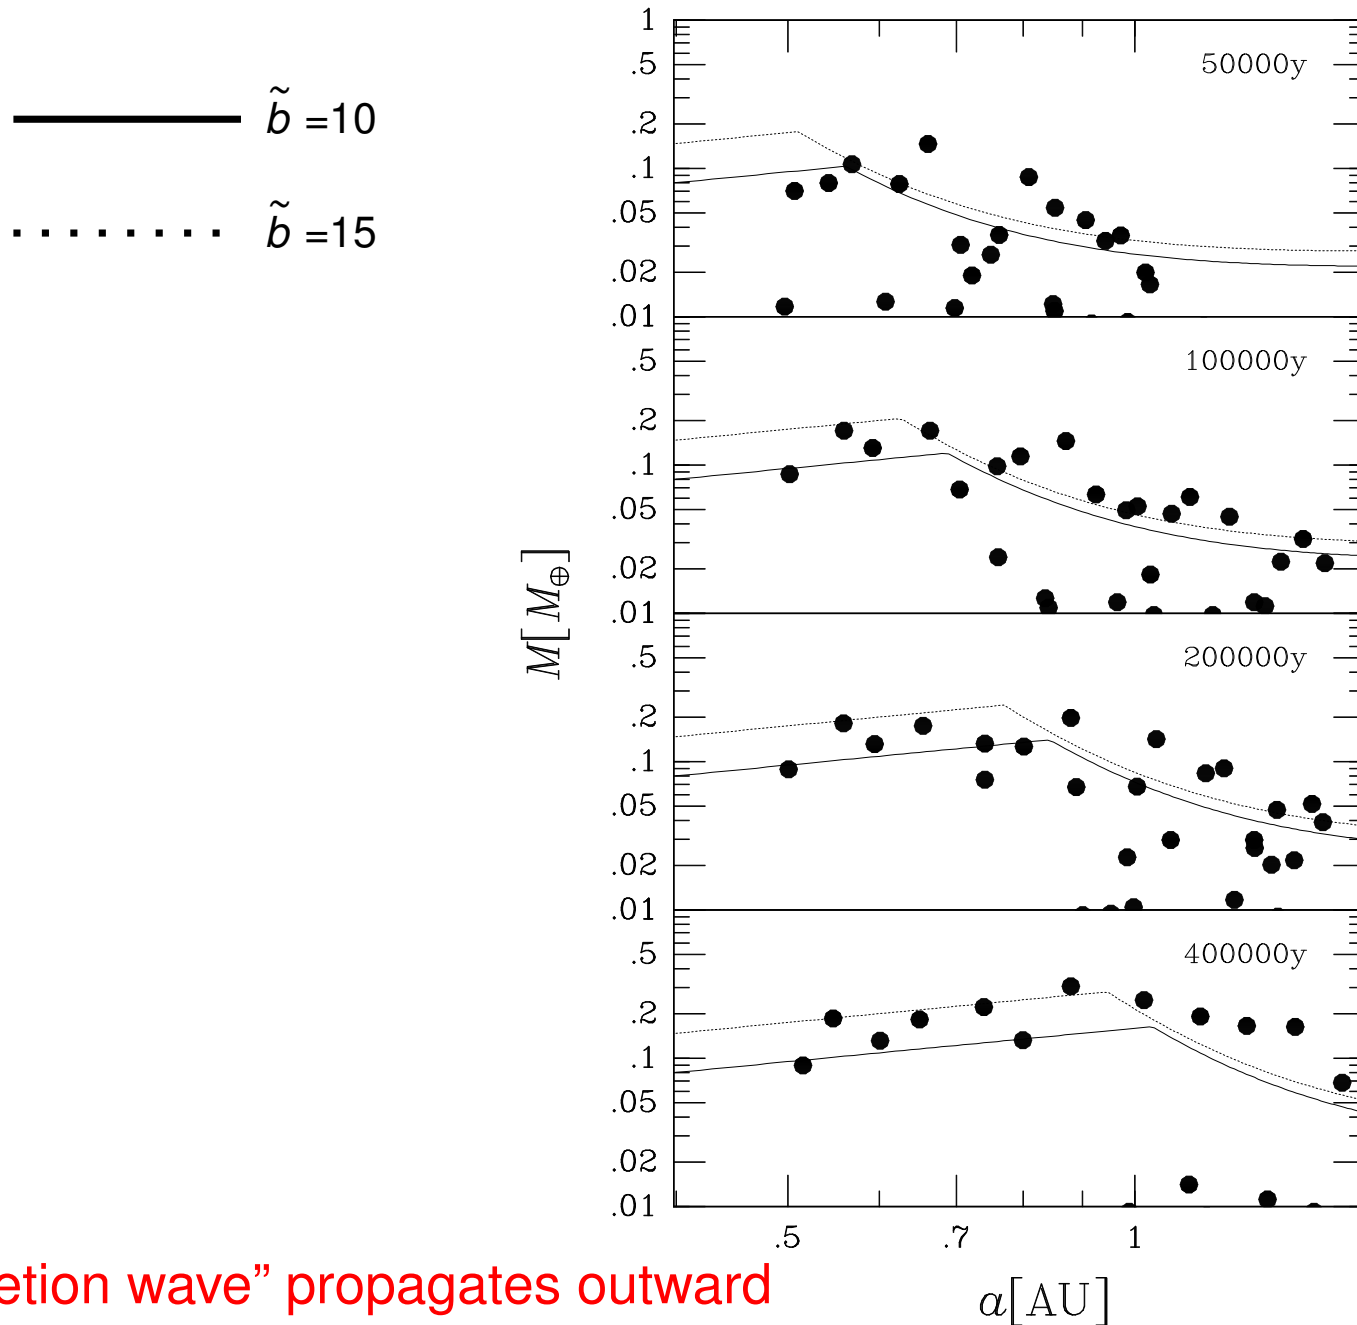 b̃ =10
b̃ =15
1
.5
.2
.1
.05
.02
.01
50000y
.5
.2
.1
.05
.02
.01
100000y
.5
.2
.1
.05
.02
.01
200000y
.5
.2
.1
.05
.02
.01
400000y
M[M⊕]
.5 .7 1
a[AU]
etion wave” propagates outward